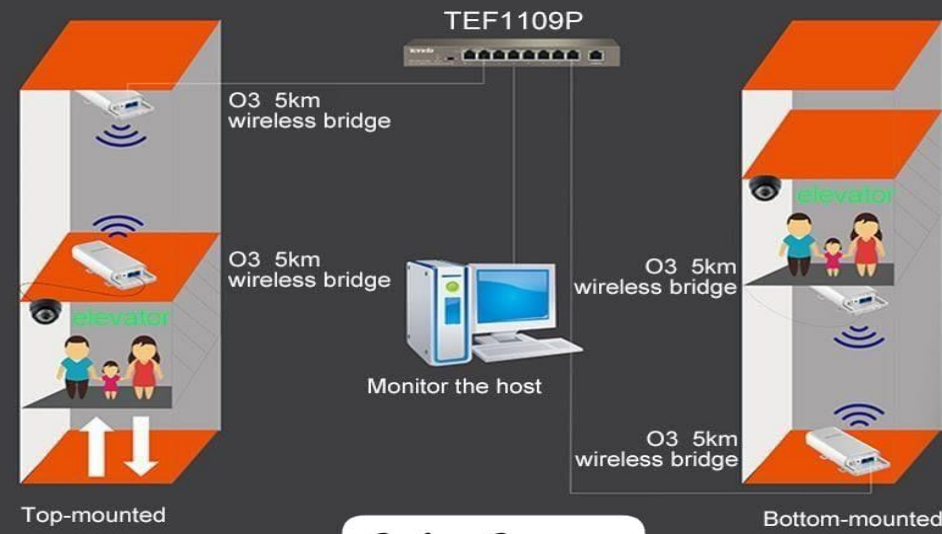 TEF1109P
O3 5km
wireless bridge
O3 5km
wireless bridge
elevator
Top-mounted
Monitor the host
elevator
O3 5km
wireless bridge
O3 5km
wireless bridge
Bottom-mounted